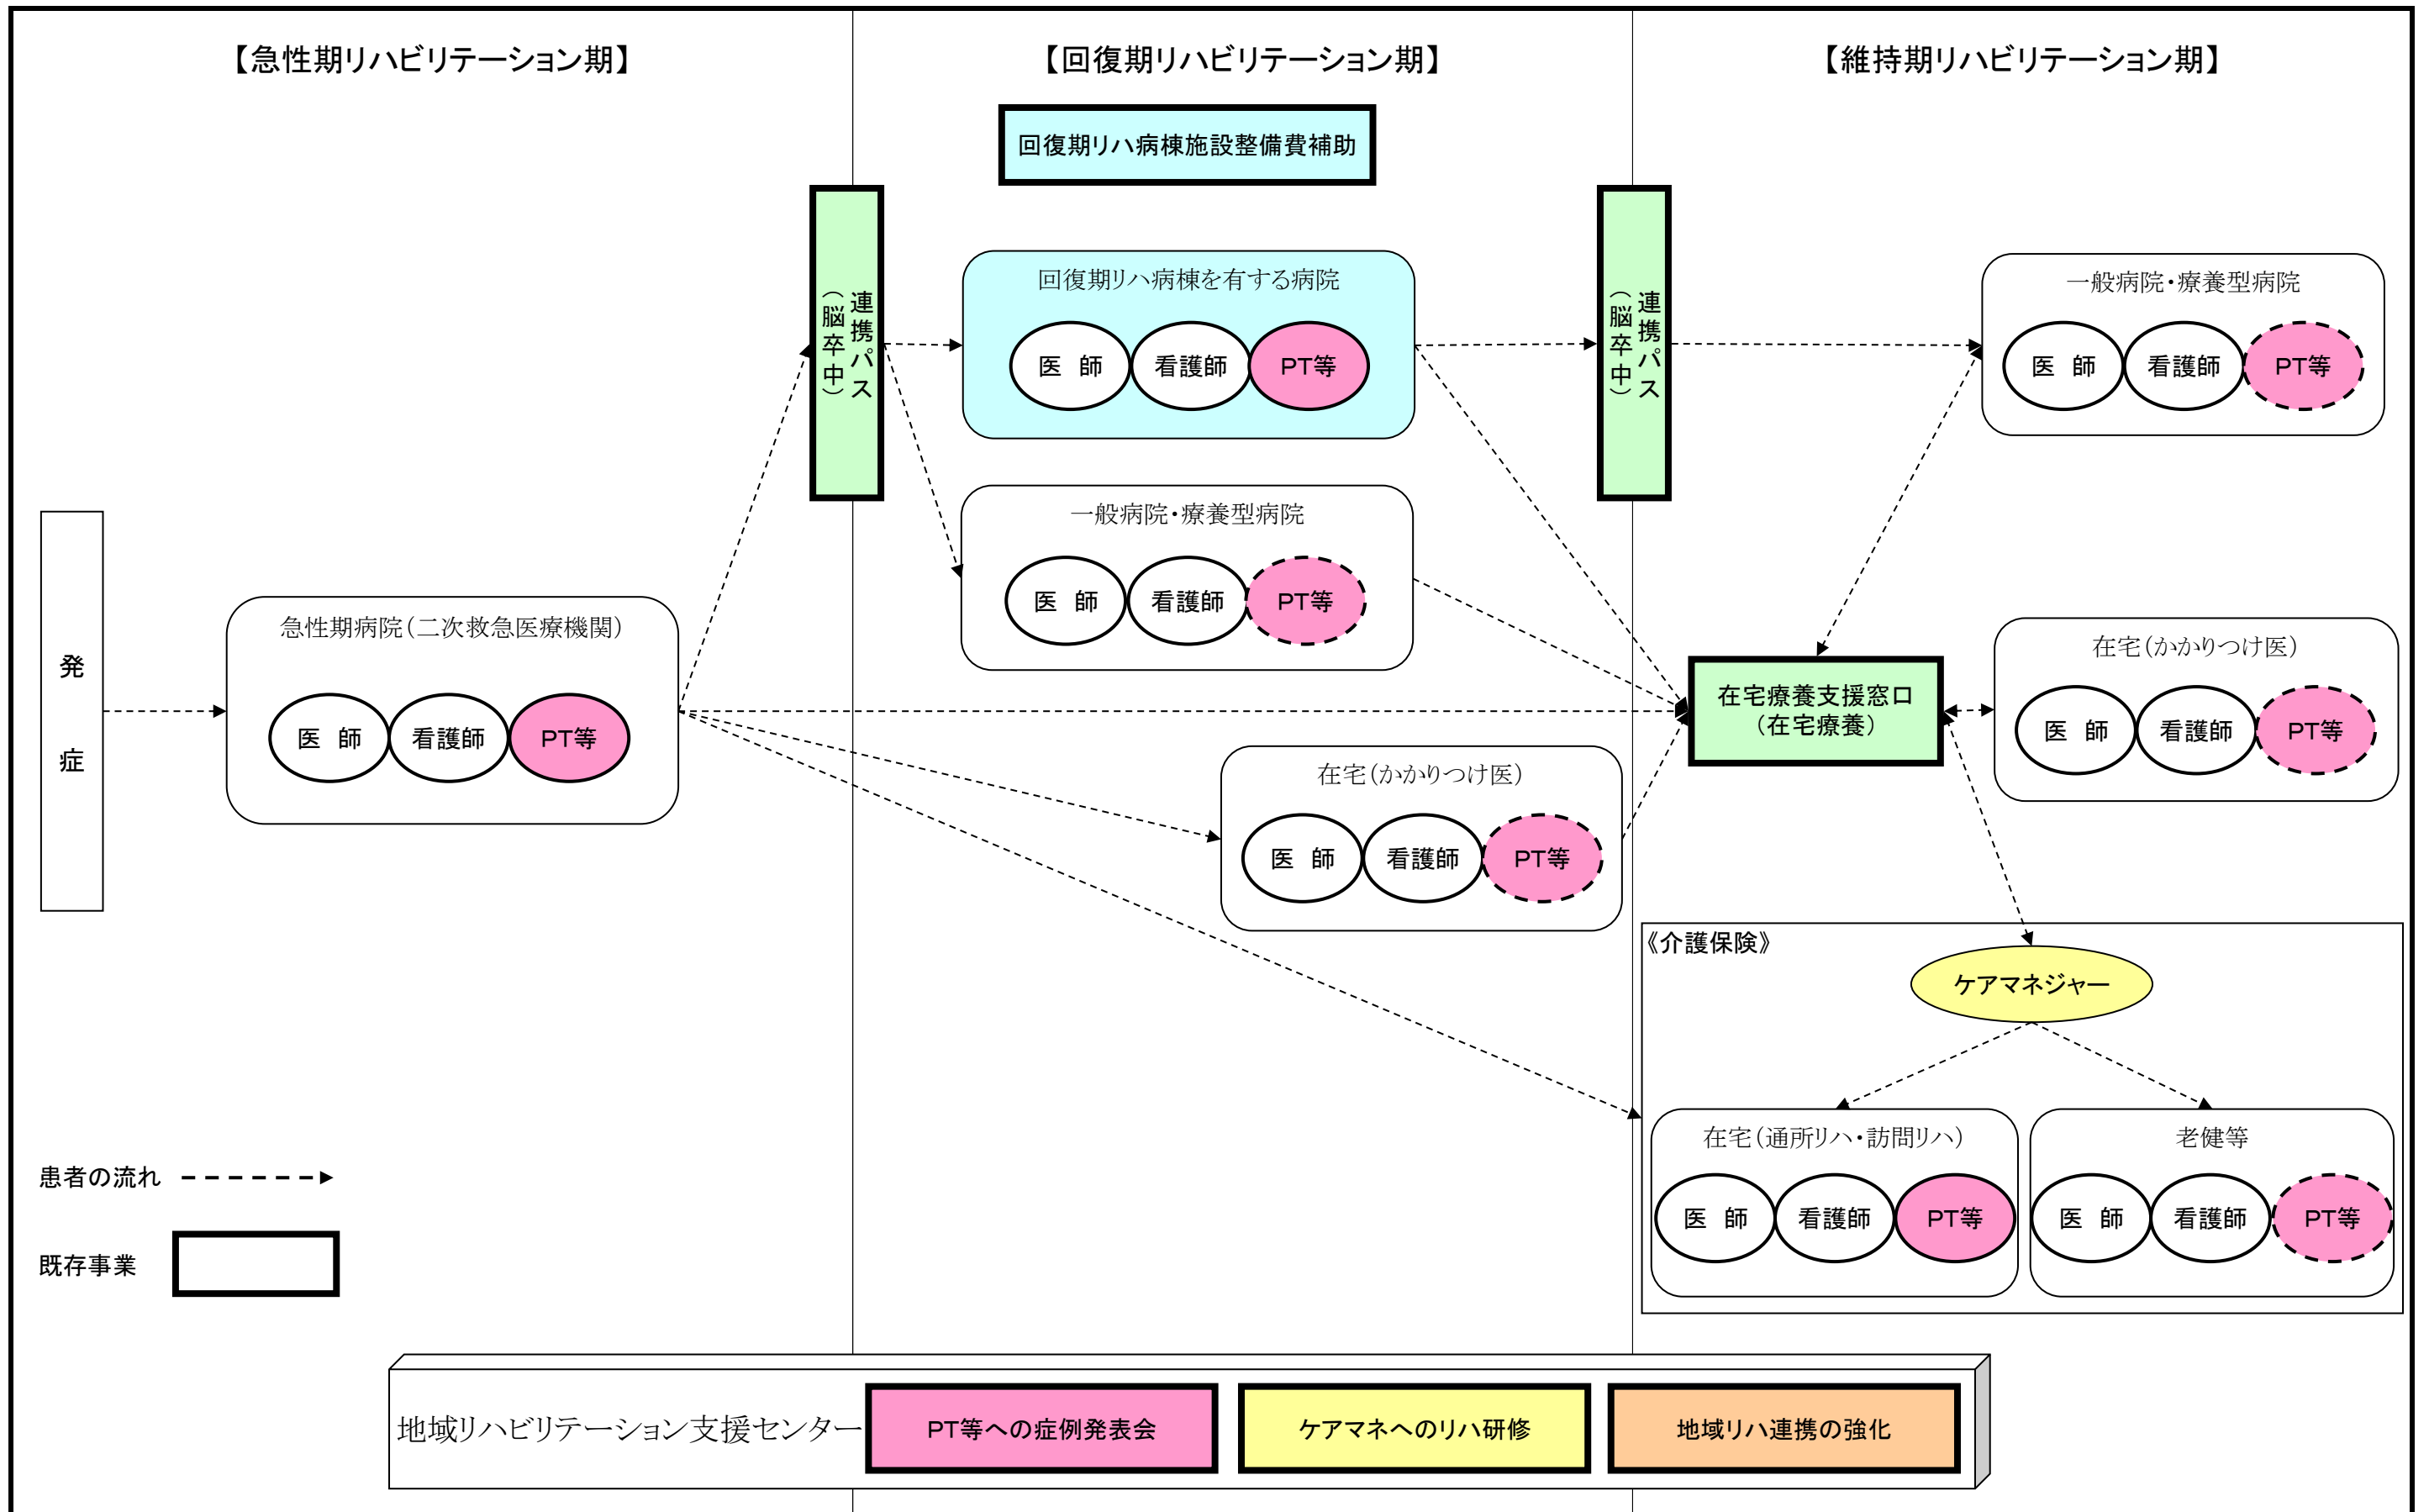 【急性期リハビリテーション期】
【回復期リハビリテーション期】
【維持期リハビリテーション期】
回復期リハ病棟施設整備費補助
連携パス
（脳卒中）
回復期リハ病棟を有する病院
医　師
看護師
PT等
連携パス
（脳卒中）
一般病院・療養型病院
医　師
看護師
PT等
一般病院・療養型病院
医　師
看護師
PT等
発症
急性期病院（二次救急医療機関）
医　師
看護師
PT等
在宅療養支援窓口
（在宅療養）
在宅（かかりつけ医）
医　師
看護師
PT等
在宅（かかりつけ医）
医　師
看護師
PT等
《介護保険》
ケアマネジャー
在宅（通所リハ・訪問リハ）
医　師
看護師
PT等
老健等
医　師
看護師
PT等
患者の流れ
既存事業
地域リハビリテーション支援センター
PT等への症例発表会
ケアマネへのリハ研修
地域リハ連携の強化